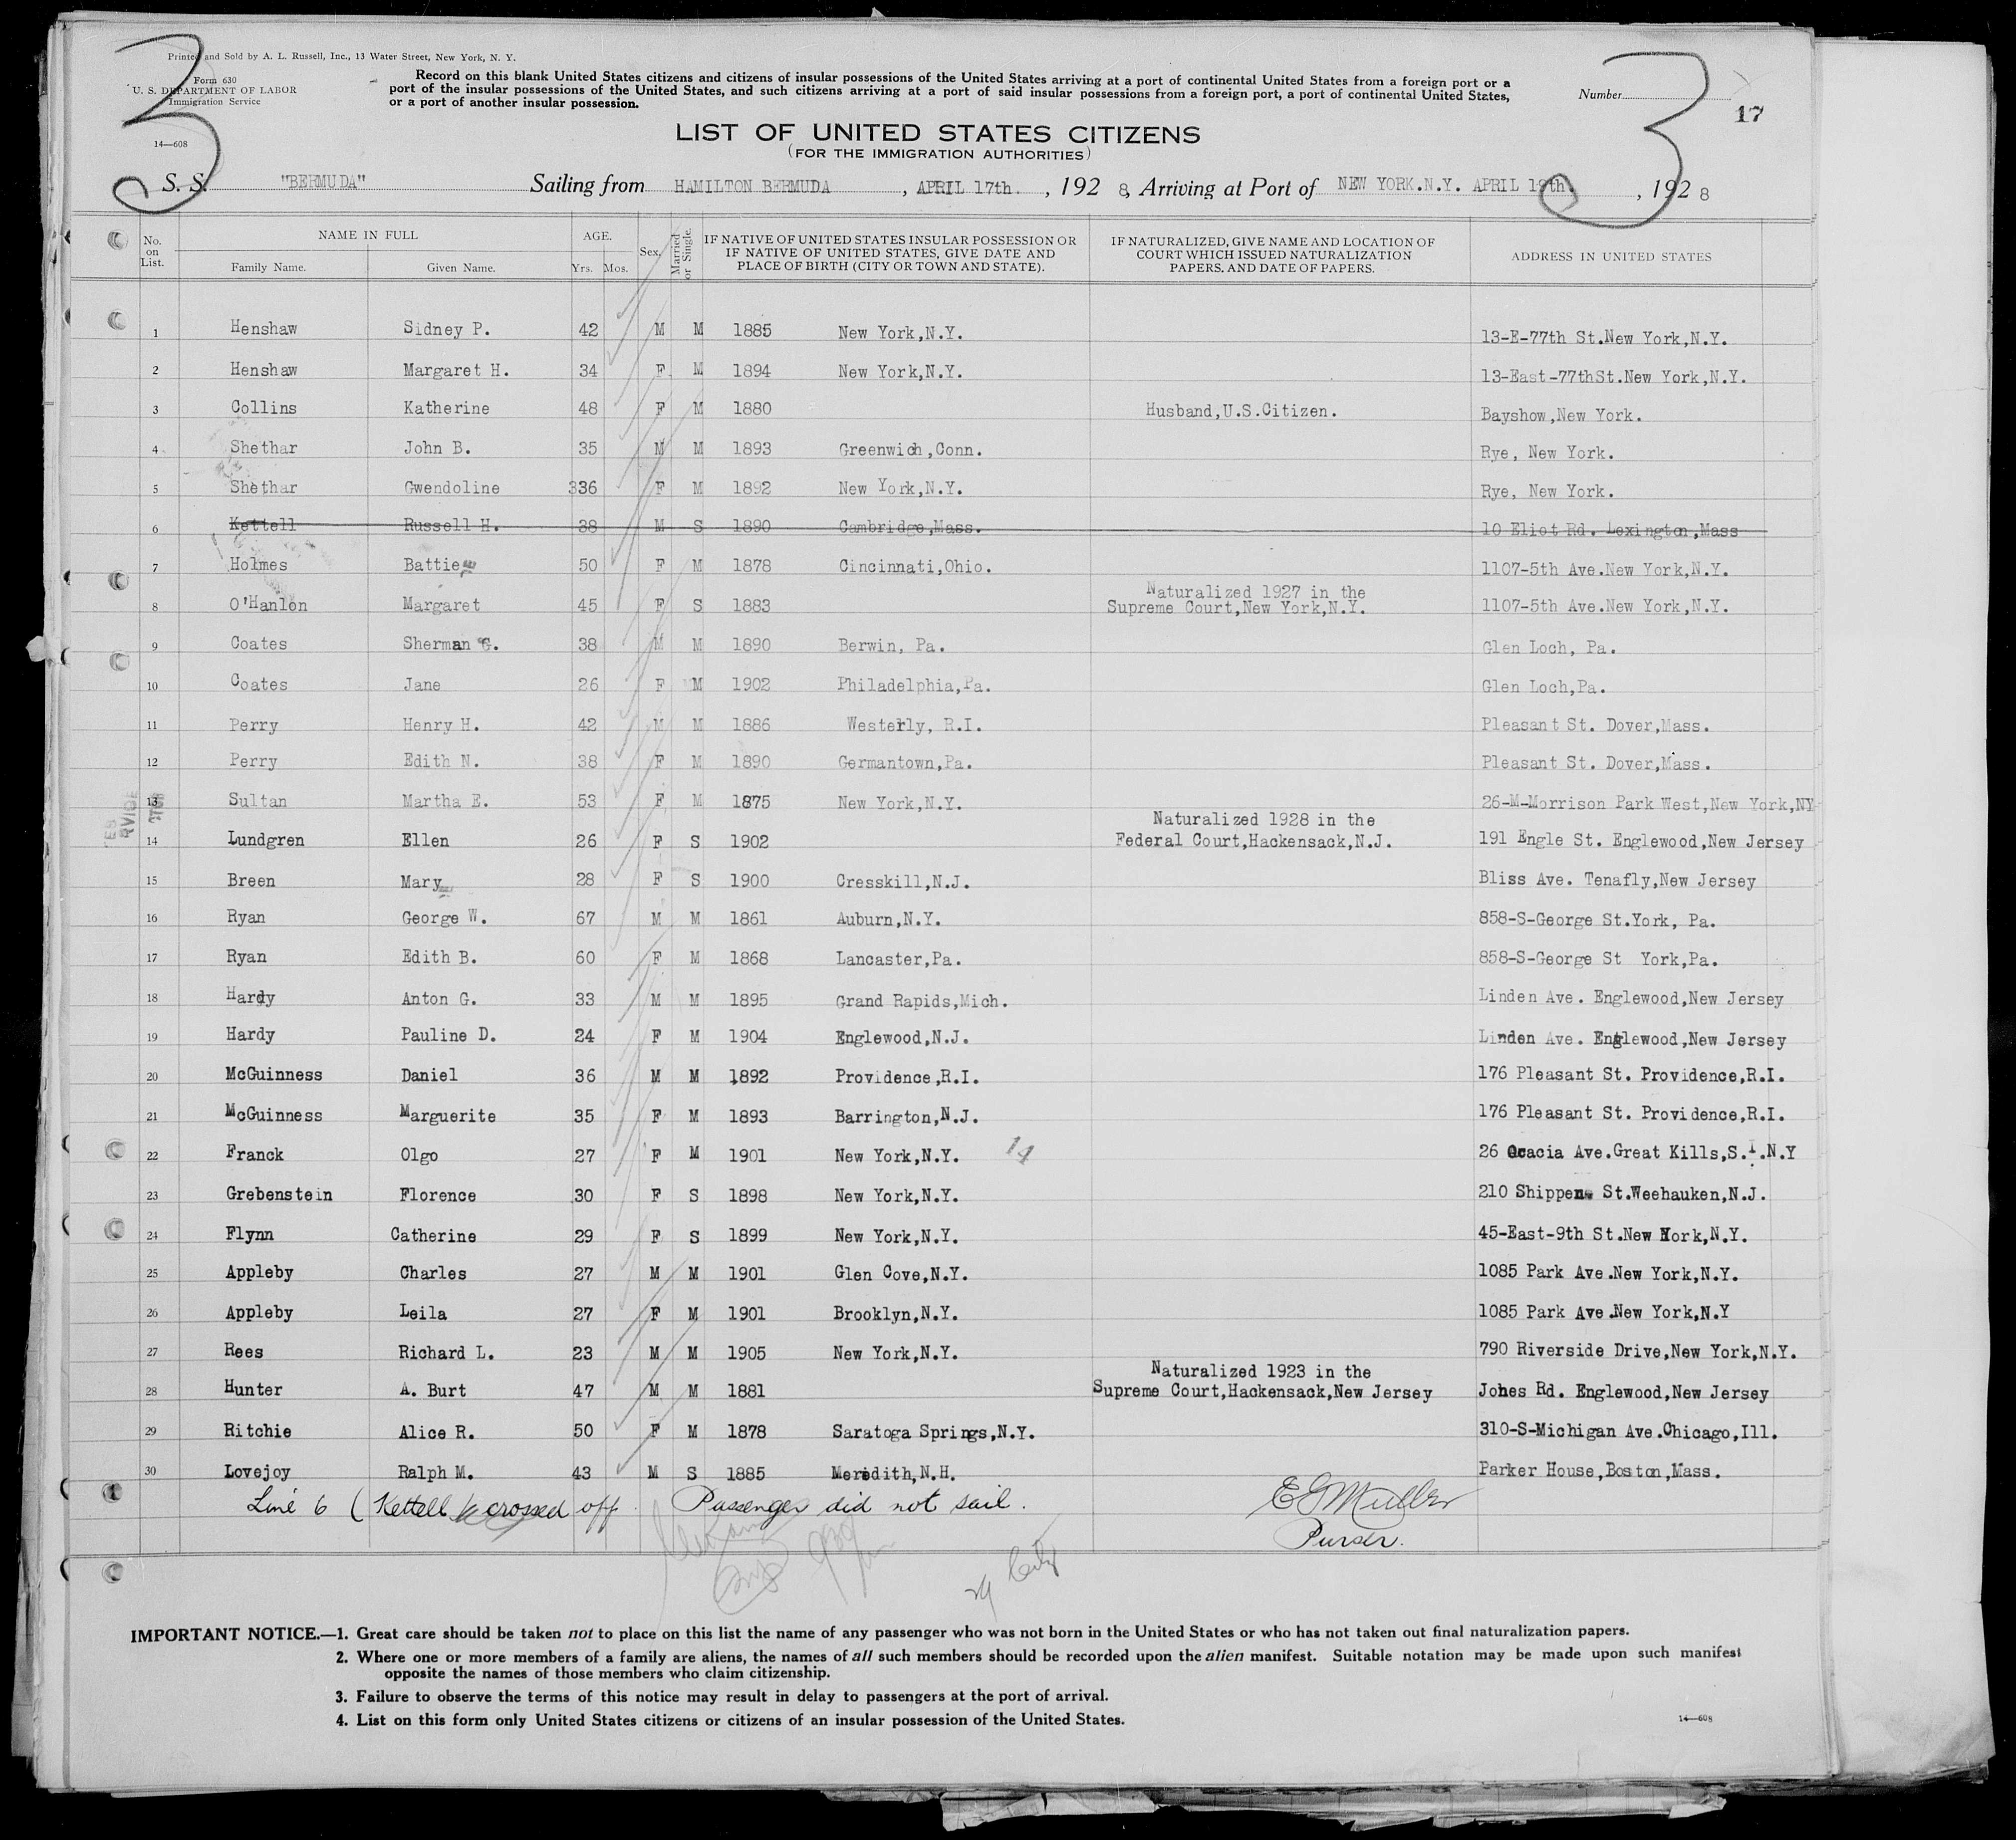 Printed and Sold by A. L. Russell, Inc., 13 Water Street, New York, N. Y.
Form 630
U. S. DEPARTMENT OF LABOR
Immigration Service
14—608
3
Record on this blank United States citizens and citizens of insular possessions of the United States arriving at a port of continental United States from a foreign port or a
port of the insular possessions of the United States, and such citizens arriving at a port of said insular possessions from a foreign port, a port of continental United States,
or a port of another insular possession.
Number
3
17
LIST OF UNITED STATES CITIZENS
(FOR THE IMMIGRATION AUTHORITIES)
S. S. "BERMUDA" Sailing from HAMILTON BERMUDA, APRIL 17th., 1928, Arriving at Port of NEW YORK.N.Y. APRIL 19th., 1928
No. on List. NAME IN FULL Family Name. Given Name. AGE. Yrs. Mos. Sex. Married or Single. IF NATIVE OF UNITED STATES INSULAR POSSESSION OR IF NATIVE OF UNITED STATES, GIVE DATE AND PLACE OF BIRTH (CITY OR TOWN AND STATE). IF NATURALIZED, GIVE NAME AND LOCATION OF COURT WHICH ISSUED NATURALIZATION PAPERS, AND DATE OF PAPERS. ADDRESS IN UNITED STATES
1 Henshaw Sidney P. 42 M M 1885 New York,N.Y. 13-E-77th St.New York,N.Y.
2 Henshaw Margaret H. 34 F M 1894 New York,N.Y. 13-East-77thSt.New York,N.Y.
3 Collins Katherine 48 F M 1880 Husband,U.S.Citizen. Bayshow,New York.
4 Shethar John B. 35 M M 1893 Greenwich,Conn. Rye, New York.
5 Shethar Gwendoline 336 F M 1892 New York,N.Y. Rye, New York.
6 Kettell Russell H. 38 M S 1890 Cambridge,Mass. 10 Eliot Rd. Lexington,Mass
7 Holmes Battie 50 F M 1878 Cincinnati,Ohio. 1107-5th Ave.New York,N.Y.
8 O'Hanlon Margaret 45 F S 1883 Naturalized 1927 in the Supreme Court,New York,N.Y. 1107-5th Ave.New York,N.Y.
9 Coates Sherman G. 38 M M 1890 Berwin, Pa. Glen Loch, Pa.
10 Coates Jane 26 F M 1902 Philadelphia,Pa. Glen Loch,Pa.
11 Perry Henry H. 42 M M 1886 Westerly, R.I. Pleasant St. Dover,Mass.
12 Perry Edith N. 38 F M 1890 Germantown,Pa. Pleasant St. Dover,Mass.
13 Sultan Martha E. 53 F M 1875 New York,N.Y. 26-M-Morrison Park West,New York,NY
14 Lundgren Ellen 26 F S 1902 Naturalized 1928 in the Federal Court,Hackensack,N.J. 191 Engle St. Englewood,New Jersey
15 Breen Mary 28 F S 1900 Cresskill,N.J. Bliss Ave. Tenafly,New Jersey
16 Ryan George W. 67 M M 1861 Auburn,N.Y. 858-S-George St.York, Pa.
17 Ryan Edith B. 60 F M 1868 Lancaster,Pa. 858-S-George St York,Pa.
18 Hardy Anton G. 33 M M 1895 Grand Rapids,Mich. Linden Ave. Englewood,New Jersey
19 Hardy Pauline D. 24 F M 1904 Englewood,N.J. Linden Ave. Englewood,New Jersey
20 McGuinness Daniel 36 M M 1892 Providence,R.I. 176 Pleasant St. Providence,R.I.
21 McGuinness Marguerite 35 F M 1893 Barrington,N.J. 176 Pleasant St. Providence,R.I.
22 Franck Olgo 27 F M 1901 New York,N.Y. 14 26 Acacia Ave.Great Kills,S.I.N.Y
23 Grebenstein Florence 30 F S 1898 New York,N.Y. 210 Shippen St.Weehauken,N.J.
24 Flynn Catherine 29 F S 1899 New York,N.Y. 45-East-9th St.New York,N.Y.
25 Appleby Charles 27 M M 1901 Glen Cove,N.Y. 1085 Park Ave.New York,N.Y.
26 Appleby Leila 27 F M 1901 Brooklyn,N.Y. 1085 Park Ave.New York,N.Y
27 Rees Richard L. 23 M M 1905 New York,N.Y. 790 Riverside Drive,New York,N.Y.
28 Hunter A. Burt 47 M M 1881 Naturalized 1923 in the Supreme Court,Hackensack,New Jersey Johes Rd. Englewood,New Jersey
29 Ritchie Alice R. 50 F M 1878 Saratoga Springs,N.Y. 310-S-Michigan Ave.Chicago,Ill.
30 Lovejoy Ralph M. 43 M S 1885 Meredith,N.H. Parker House,Boston,Mass.
Line 6 (Kettell) crossed off. Passenger did not sail. E G Muller
Purser.
IMPORTANT NOTICE.—1. Great care should be taken not to place on this list the name of any passenger who was not born in the United States or who has not taken out final naturalization papers.
2. Where one or more members of a family are aliens, the names of all such members should be recorded upon the alien manifest. Suitable notation may be made upon such manifest
opposite the names of those members who claim citizenship.
3. Failure to observe the terms of this notice may result in delay to passengers at the port of arrival.
4. List on this form only United States citizens or citizens of an insular possession of the United States.
14—608